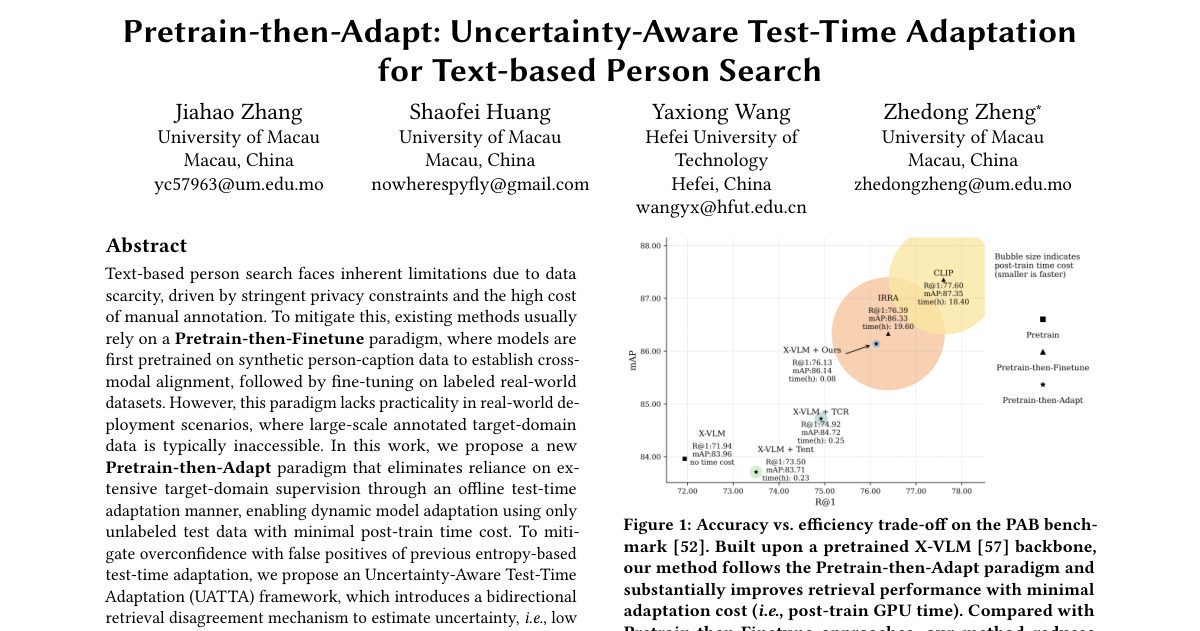 Pretrain-then-Adapt: Uncertainty-Aware Test-Time Adaptation
for Text-based Person Search
Jiahao Zhang
University of Macau
Macau, China
yc57963@um.edu.mo
Shaofei Huang
University of Macau
Macau, China
nowherespyfly@gmail.com
Yaxiong Wang
Hefei University of
Technology
Hefei, China
wangyx@hfut.edu.cn
Zhedong Zheng*
University of Macau
Macau, China
zhedongzheng@um.edu.mo
Abstract
Text-based person search faces inherent limitations due to data
scarcity, driven by stringent privacy constraints and the high cost
of manual annotation. To mitigate this, existing methods usually
rely on a Pretrain-then-Finetune paradigm, where models are
first pretrained on synthetic person-caption data to establish cross-
modal alignment, followed by fine-tuning on labeled real-world
datasets. However, this paradigm lacks practicality in real-world de-
ployment scenarios, where large-scale annotated target-domain
data is typically inaccessible. In this work, we propose a new
Pretrain-then-Adapt paradigm that eliminates reliance on ex-
tensive target-domain supervision through an offline test-time
adaptation manner, enabling dynamic model adaptation using only
unlabeled test data with minimal post-train time cost. To miti-
gate overconfidence with false positives of previous entropy-based
test-time adaptation, we propose an Uncertainty-Aware Test-Time
Adaptation (UATTA) framework, which introduces a bidirectional
retrieval disagreement mechanism to estimate uncertainty, i.e., low
88.00
87.00
86.00
85.00
84.00
mAP
72.00 73.00 74.00 75.00 76.00 77.00 78.00
R@1
CLIP
R@1:77.60
mAP:87.35
time(h): 18.40
IRRA
R@1:76.39
mAP:86.33
time(h): 19.60
X-VLM + Ours
R@1:76.13
mAP:86.14
time(h): 0.08
X-VLM + TCR
R@1:74.92
mAP:84.72
time(h): 0.25
X-VLM
R@1:71.94
mAP:83.96
no time cost
X-VLM + Tent
R@1:73.50
mAP:83.71
time(h): 0.23
Bubble size indicates
post-train time cost
(smaller is faster)
Pretrain
Pretrain-then-Finetune
Pretrain-then-Adapt
Figure 1: Accuracy vs. efficiency trade-off on the PAB bench-
mark [52]. Built upon a pretrained X-VLM [57] backbone,
our method follows the Pretrain-then-Adapt paradigm and
substantially improves retrieval performance with minimal
adaptation cost (i.e., post-train GPU time). Compared with
Pretrain-then-Finetune approaches, our method reduces